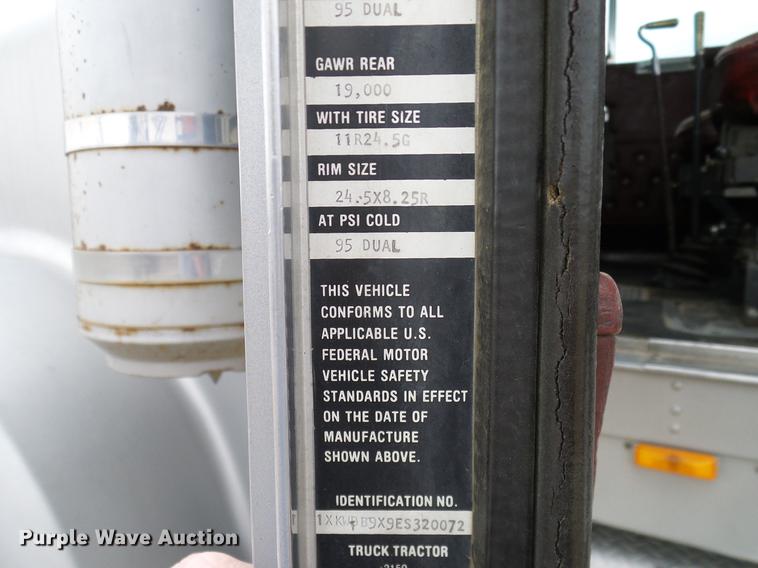 95 DUAL
GAWR REAR
19,000
WITH TIRE SIZE
11R24.5G
RIM SIZE
24.5X8.25R
AT PSI COLD
95 DUAL
THIS VEHICLE
CONFORMS TO ALL
APPLICABLE U.S.
FEDERAL MOTOR
VEHICLE SAFETY
STANDARDS IN EFFECT
ON THE DATE OF
MANUFACTURE
SHOWN ABOVE.
IDENTIFICATION NO.
TRUCK TRACTOR
Purple Wave Auction